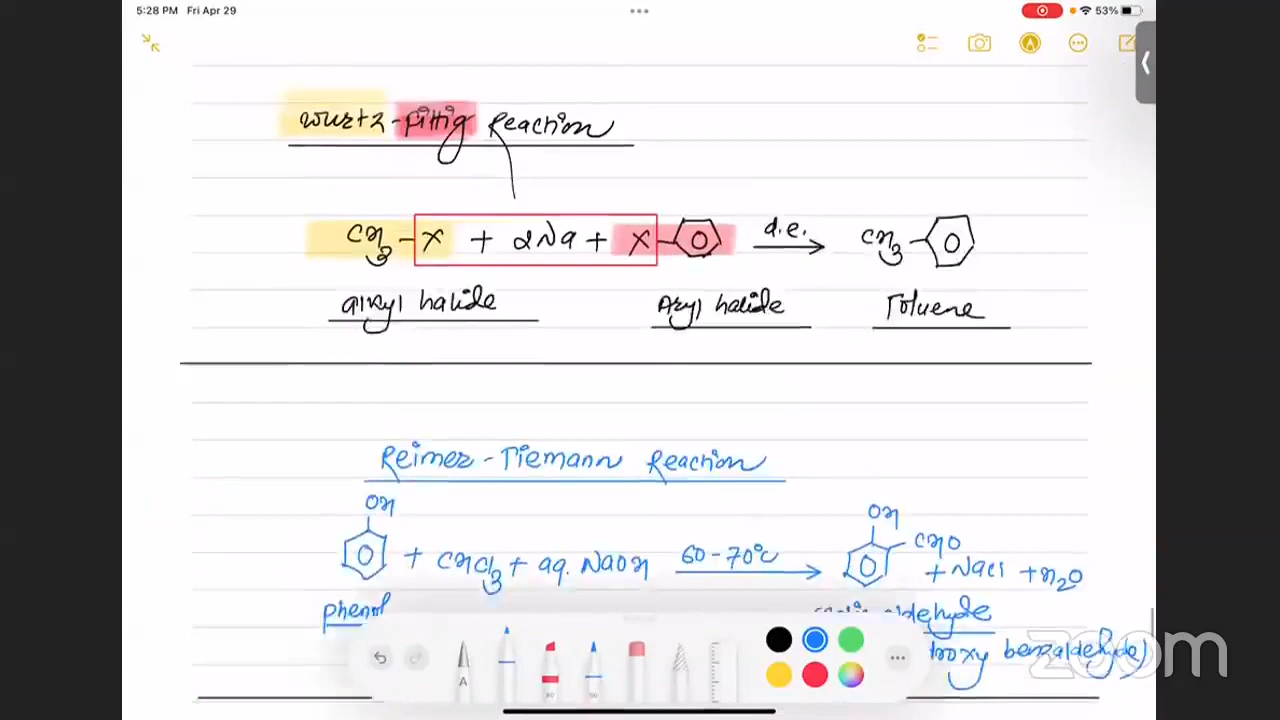 5:28 PM Fri Apr 29
53%
Wurtz-Fittig Reaction
CH3-X + 2Na + X- d.e. CH3-
alkyl halide Aryl halide Toluene
Reimer-Tiemann Reaction
OH OH
+ CHCl3 + aq. NaOH 60-70°C CHO + NaCl + H2O
phenol aldehyde
benzaldehyde)
zoom